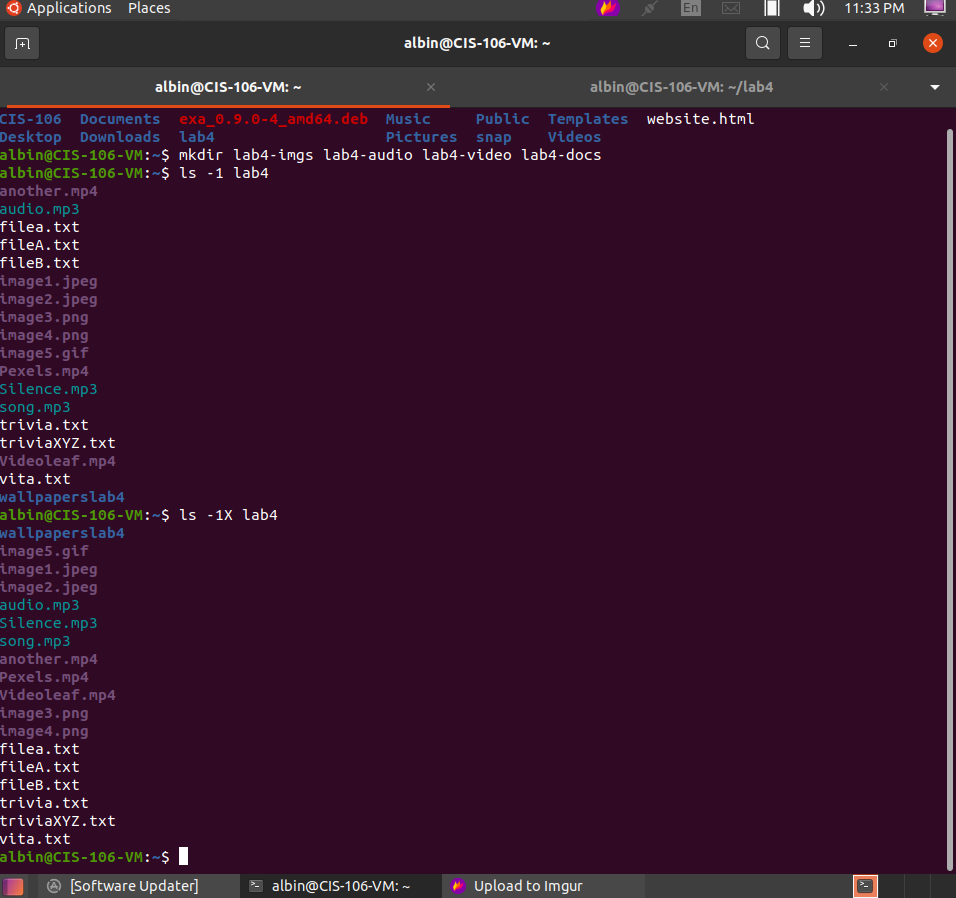 Applications Places En 11:33 PM
albin@CIS-106-VM: ~
albin@CIS-106-VM: ~ albin@CIS-106-VM: ~/lab4
CIS-106 Documents exa_0.9.0-4_amd64.deb Music Public Templates website.html
Desktop Downloads lab4 Pictures snap Videos
albin@CIS-106-VM:~$ mkdir lab4-imgs lab4-audio lab4-video lab4-docs
albin@CIS-106-VM:~$ ls -1 lab4
another.mp4
audio.mp3
filea.txt
fileA.txt
fileB.txt
image1.jpeg
image2.jpeg
image3.png
image4.png
image5.gif
Pexels.mp4
Silence.mp3
song.mp3
trivia.txt
triviaXYZ.txt
Videoleaf.mp4
vita.txt
wallpaperslab4
albin@CIS-106-VM:~$ ls -1X lab4
wallpaperslab4
image5.gif
image1.jpeg
image2.jpeg
audio.mp3
Silence.mp3
song.mp3
another.mp4
Pexels.mp4
Videoleaf.mp4
image3.png
image4.png
filea.txt
fileA.txt
fileB.txt
trivia.txt
triviaXYZ.txt
vita.txt
albin@CIS-106-VM:~$
[Software Updater] albin@CIS-106-VM: ~ Upload to Imgur